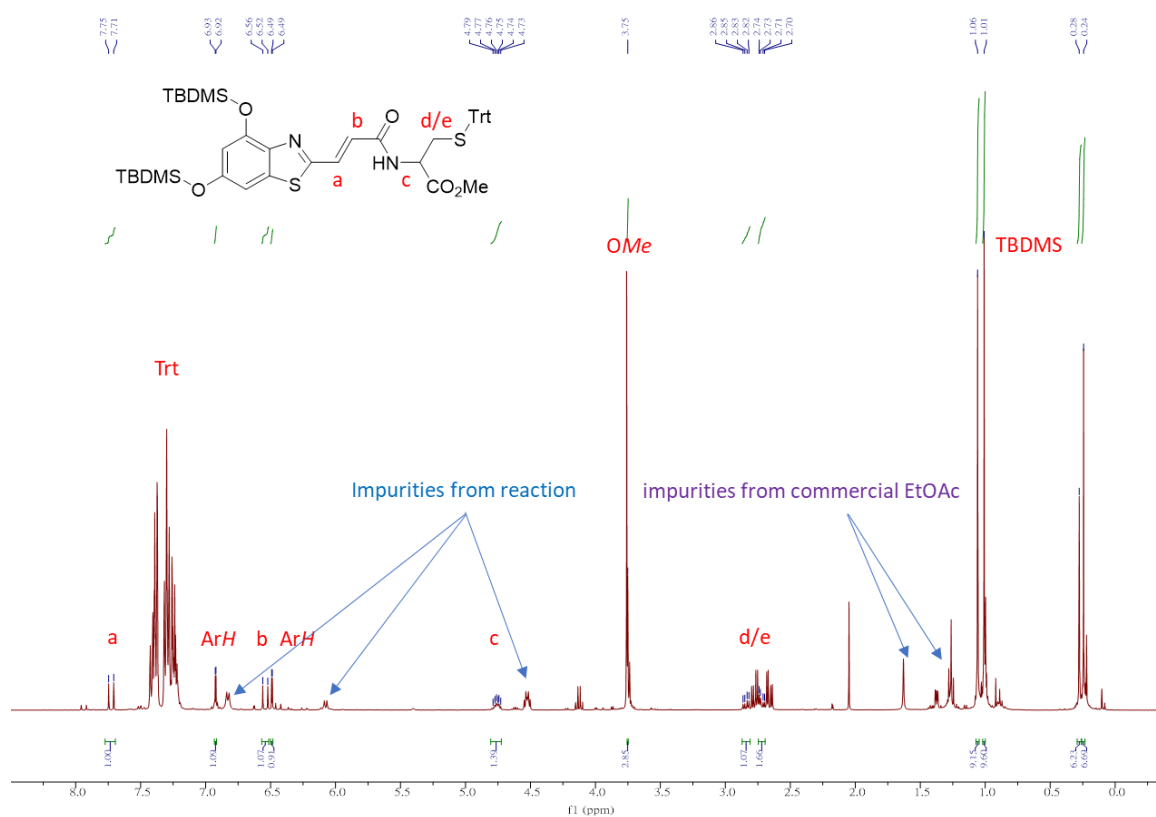 7.75 7.71 6.93 6.92 6.56 6.52 6.49 6.49 4.79 4.77 4.76 4.75 4.74 4.73 3.75 2.86 2.85 2.83 2.82 2.74 2.73 2.71 2.70 1.06 1.01 0.28 0.24
TBDMS
O
b
O
d/e
Trt
N
S
TBDMS
O
S
a
HN
c
CO₂Me
OMe
TBDMS
Trt
Impurities from reaction
impurities from commercial EtOAc
a
ArH
b
ArH
c
d/e
1.00 1.09 1.07 0.91 1.39 2.85 1.07 1.66 9.15 9.60 6.23 6.69
8.0 7.5 7.0 6.5 6.0 5.5 5.0 4.5 4.0 3.5 3.0 2.5 2.0 1.5 1.0 0.5 0.0
f1 (ppm)